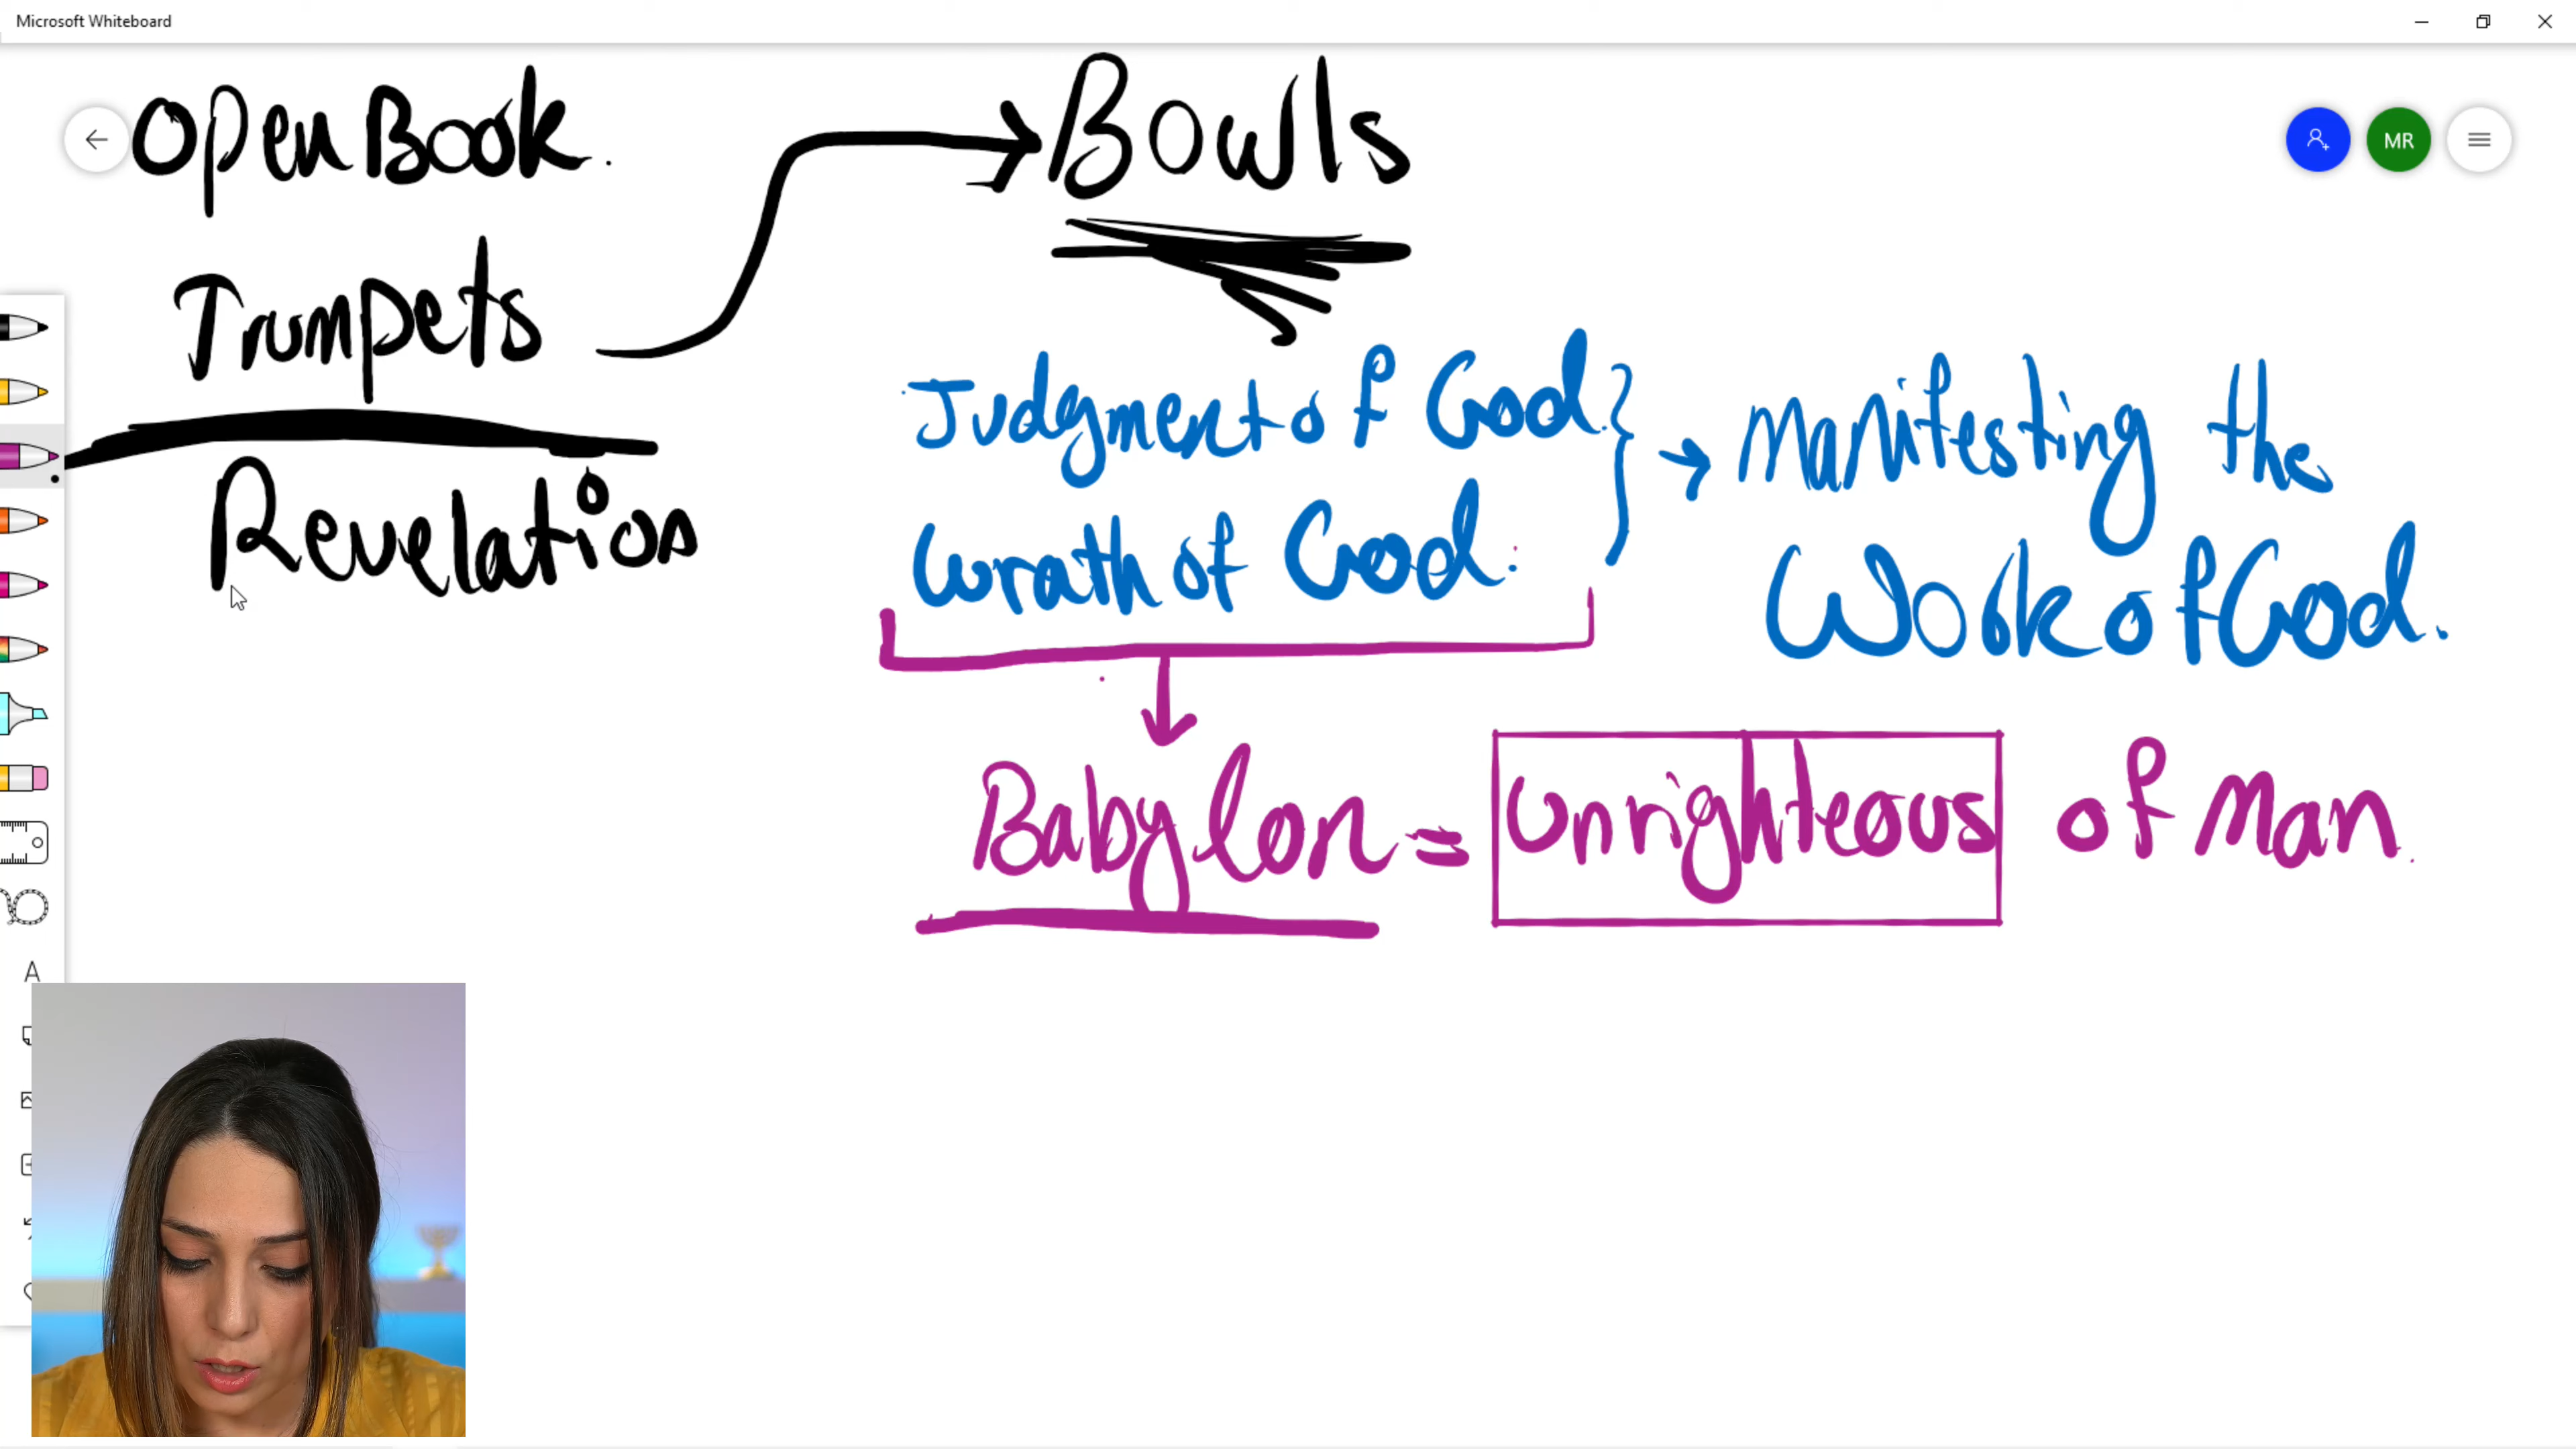 Microsoft Whiteboard
Open Book.
Trumpets
Revelation
Bowls
Judgment of God.
Wrath of God.
Manifesting the
Work of God.
Babylon = Unrighteous of Man.
MR
A